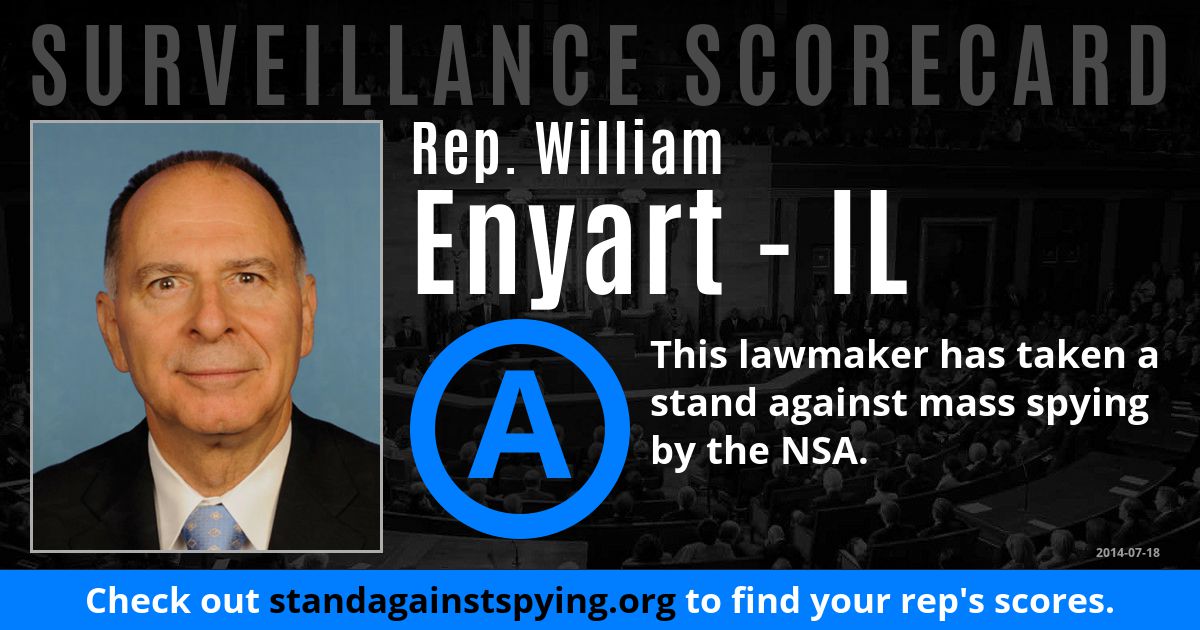 SURVEILLANCE SCORECARD
Rep. William
Enyart - IL
A
This lawmaker has taken a
stand against mass spying
by the NSA.
2014-07-18
Check out standagainstspying.org to find your rep's scores.